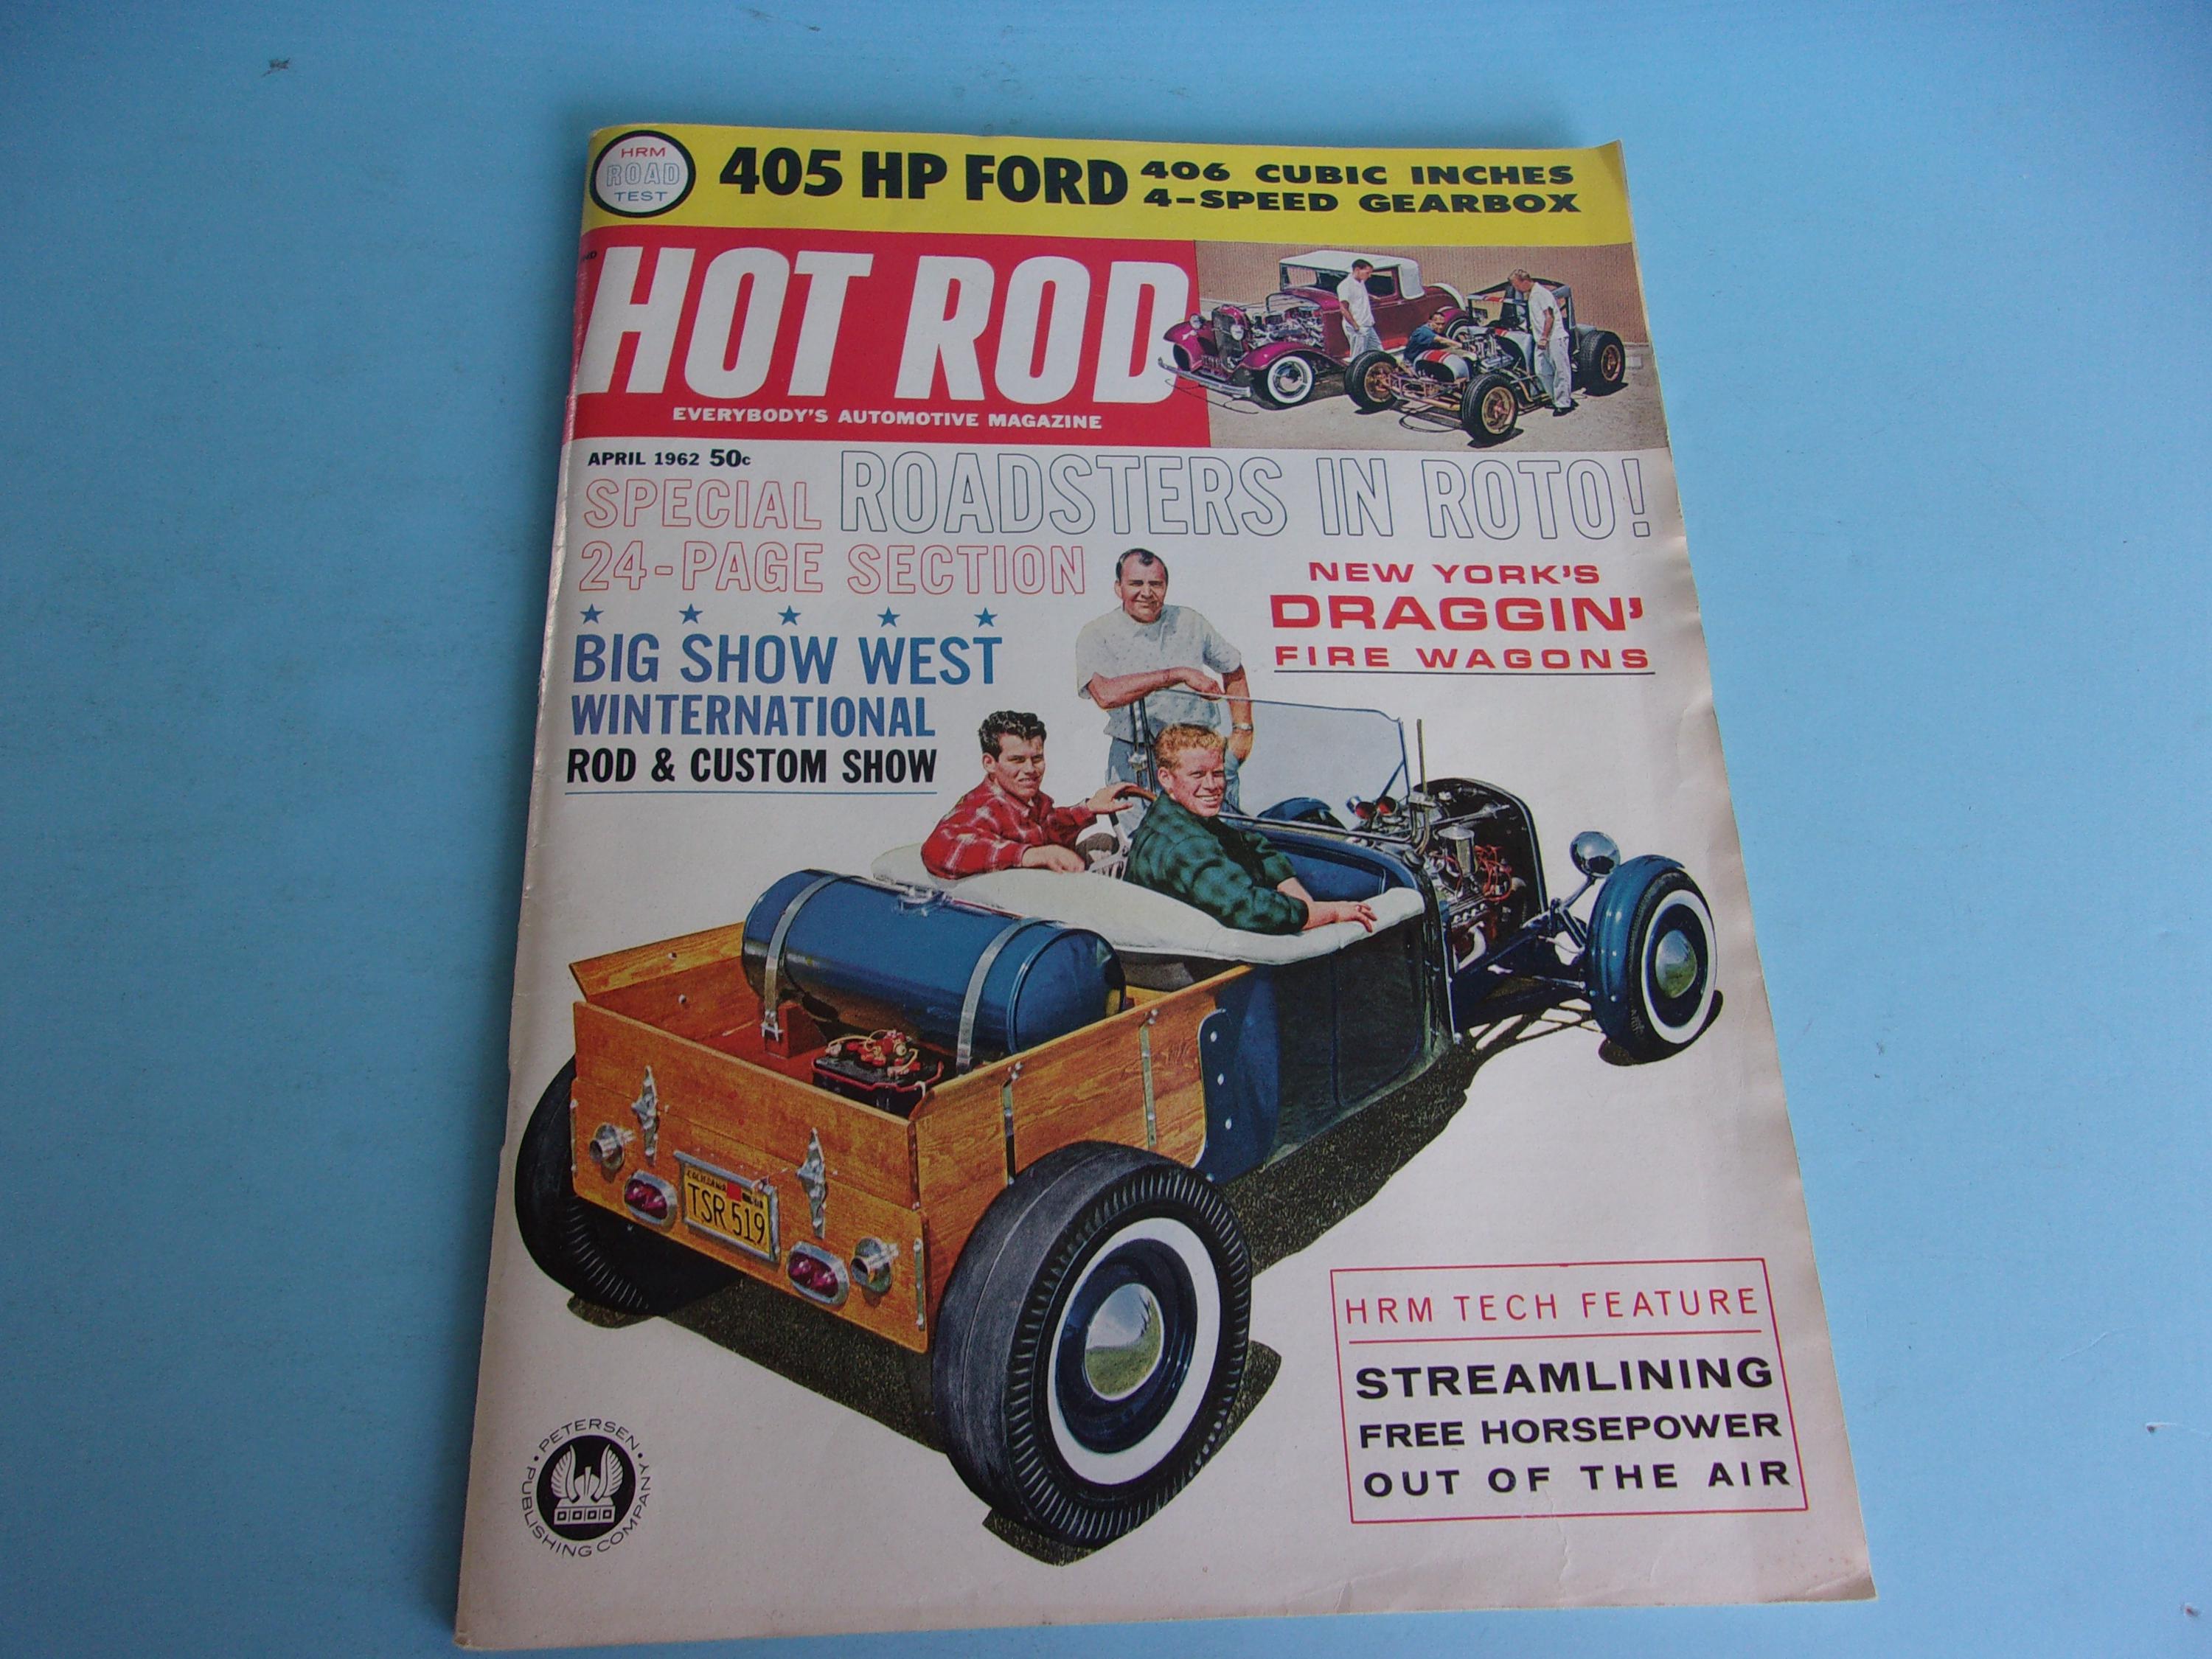 HRM
ROAD
TEST
405 HP FORD
406 CUBIC INCHES
4-SPEED GEARBOX
HOT ROD
EVERYBODY'S AUTOMOTIVE MAGAZINE
APRIL 1962 50c
SPECIAL
ROADSTERS IN ROTO!
24-PAGE SECTION
BIG SHOW WEST
WINTERNATIONAL
ROD & CUSTOM SHOW
NEW YORK'S
DRAGGIN'
FIRE WAGONS
CALIFORNIA
TSR 519
HRM TECH FEATURE
STREAMLINING
FREE HORSEPOWER
OUT OF THE AIR
• PETERSEN •
PUBLISHING COMPANY